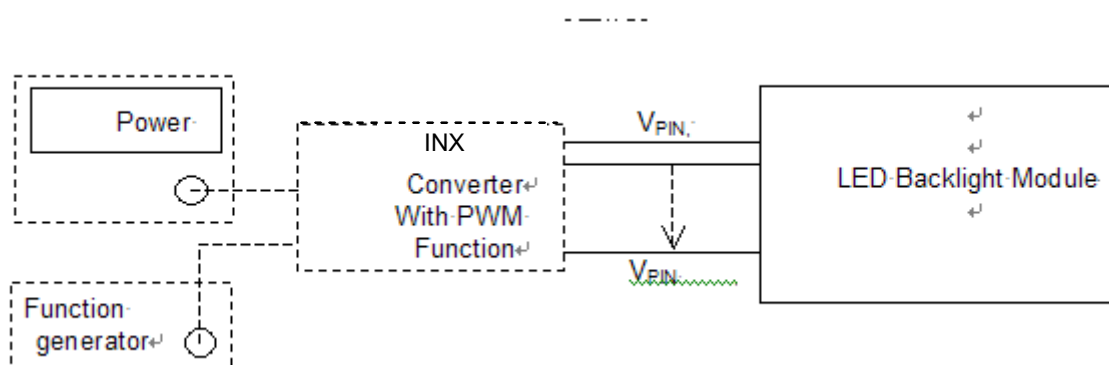 Power
INX
Converter
With PWM
Function
Function
generator
VPIN,
VPIN
LED Backlight Module